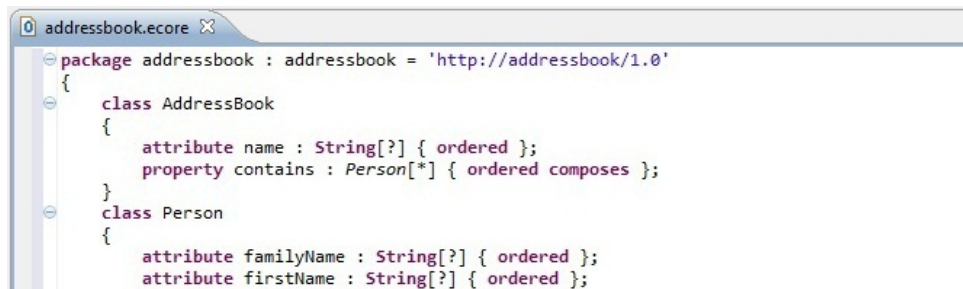 addressbook.ecore
package addressbook : addressbook = 'http://addressbook/1.0'
{
class AddressBook
{
attribute name : String[?] { ordered };
property contains : Person[*] { ordered composes };
}
class Person
{
attribute familyName : String[?] { ordered };
attribute firstName : String[?] { ordered };